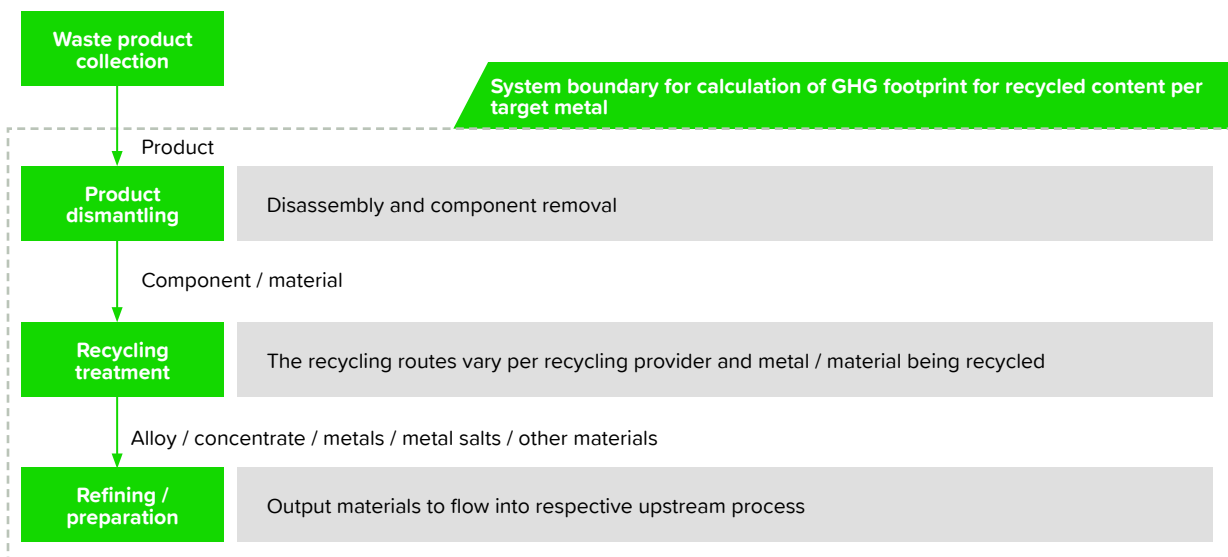 Waste product
collection
System boundary for calculation of GHG footprint for recycled content per
target metal
Product
Product
dismantling
Disassembly and component removal
Component / material
Recycling
treatment
The recycling routes vary per recycling provider and metal / material being recycled
Alloy / concentrate / metals / metal salts / other materials
Refining /
preparation
Output materials to flow into respective upstream process